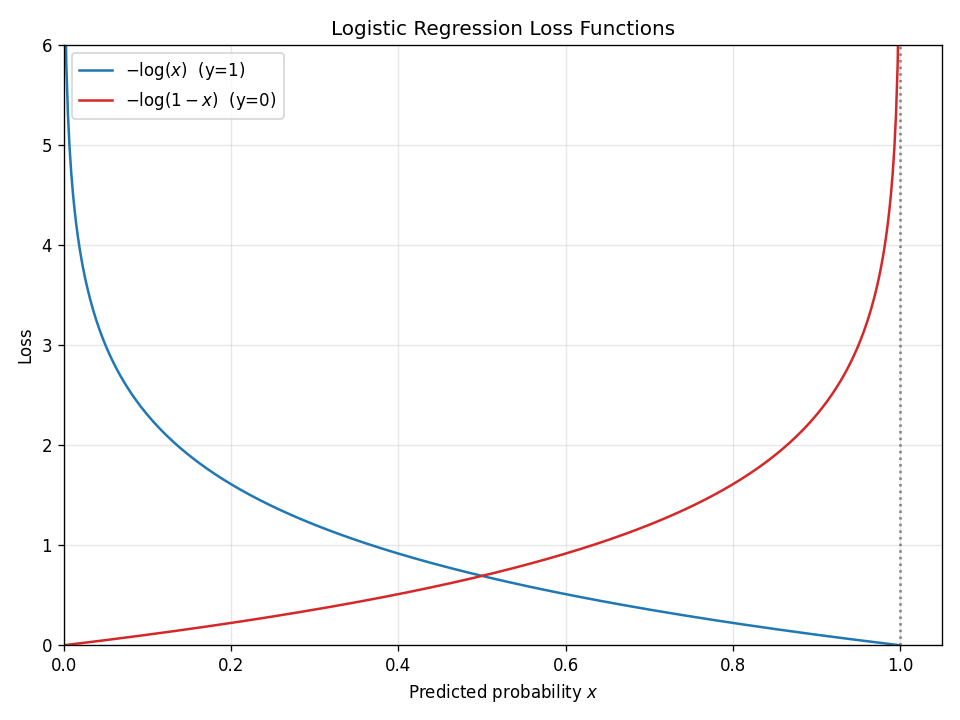 Logistic Regression Loss Functions
−log(x) (y=1)
−log(1 − x) (y=0)
6
5
4
3
2
1
0
Loss
0.0 0.2 0.4 0.6 0.8 1.0
Predicted probability x